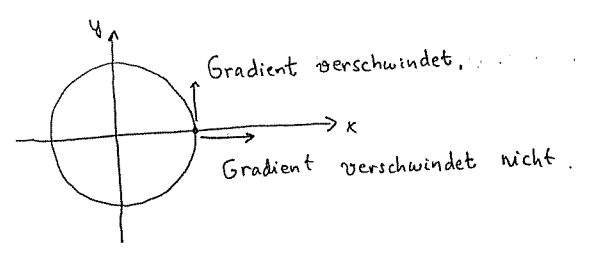 y
Gradient verschwindet.
x
Gradient verschwindet nicht.